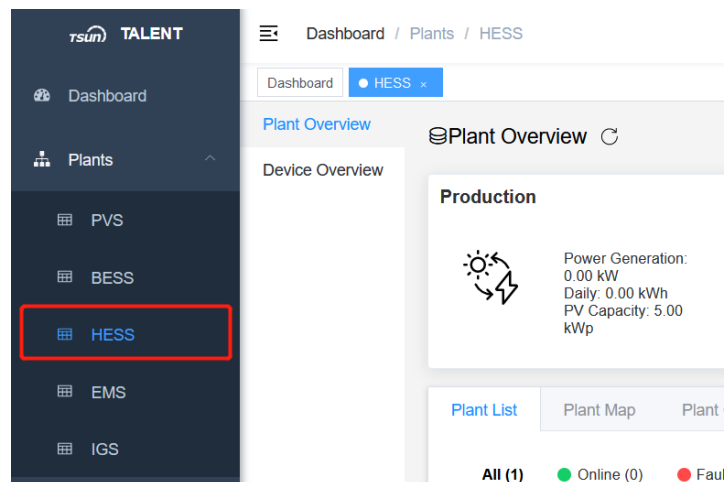 TSUN TALENT
Dashboard / Plants / HESS
Dashboard
HESS ×
Dashboard
Plants
PVS
BESS
HESS
EMS
IGS
Plant Overview
Device Overview
Plant Overview
Production
Power Generation:
0.00 kW
Daily: 0.00 kWh
PV Capacity: 5.00
kWp
Plant List
Plant Map
Plant
All (1)
Online (0)
Faul